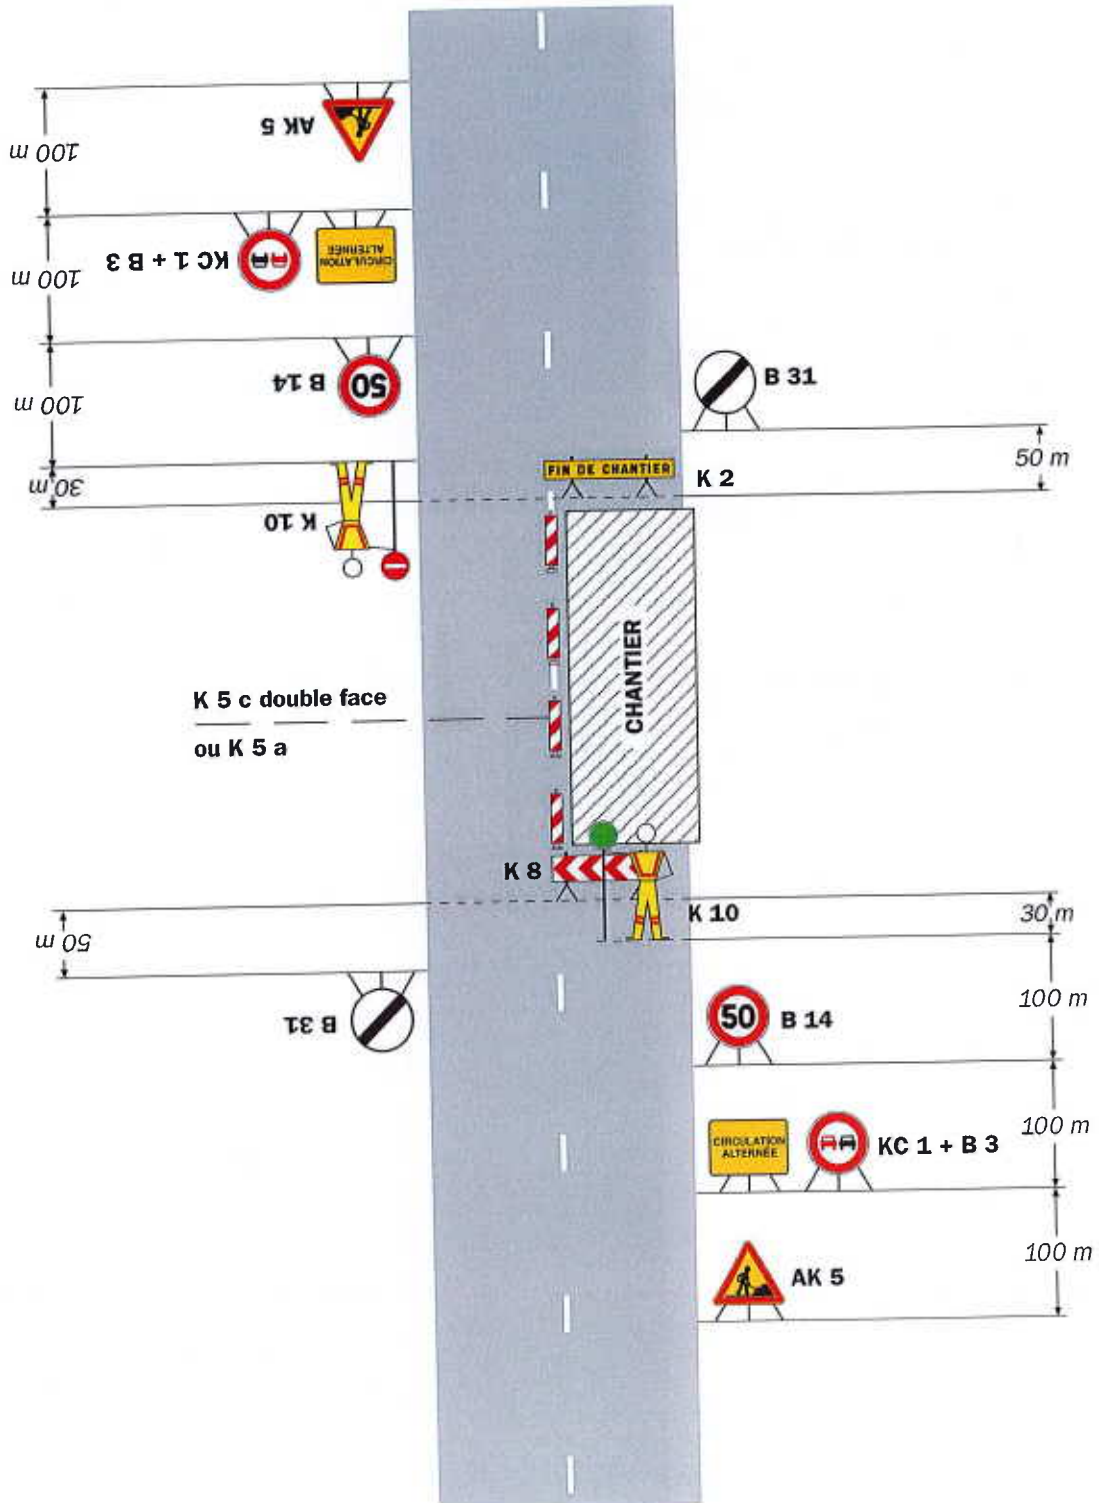 AK 5
100 m
CIRCULATION
ALTERNÉE
KC 1 + B 3
100 m
50
B 14
100 m
K 10
30 m
B 31
50 m
FIN DE CHANTIER
K 2
CHANTIER
K 5 c double face
ou K 5 a
K 8
K 10
30 m
50 m
B 31
100 m
50
B 14
100 m
CIRCULATION
ALTERNÉE
KC 1 + B 3
100 m
AK 5